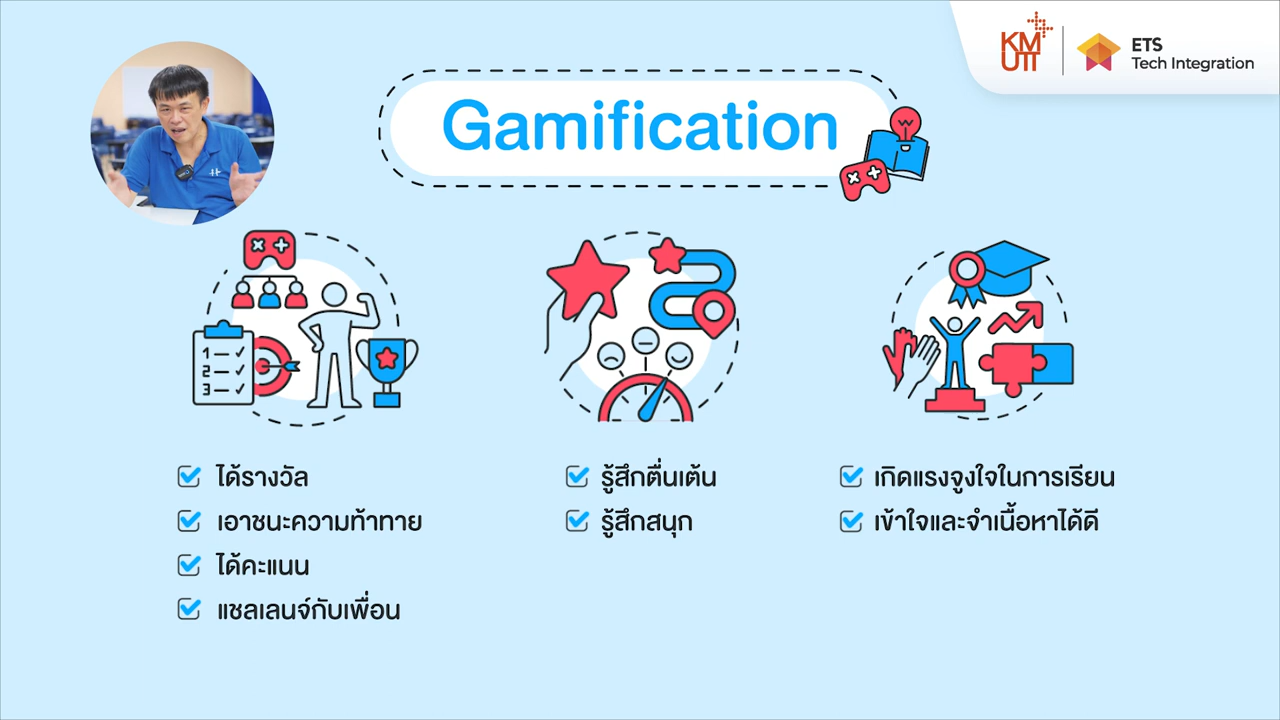 KM
UTT
ETS
Tech Integration
Gamification
1
2
3
ได้รางวัล
เอาชนะความท้าทาย
ได้คะแนน
แชลเลนจ์กับเพื่อน
รู้สึกตื่นเต้น
รู้สึกสนุก
เกิดแรงจูงใจในการเรียน
เข้าใจและจำเนื้อหาได้ดี